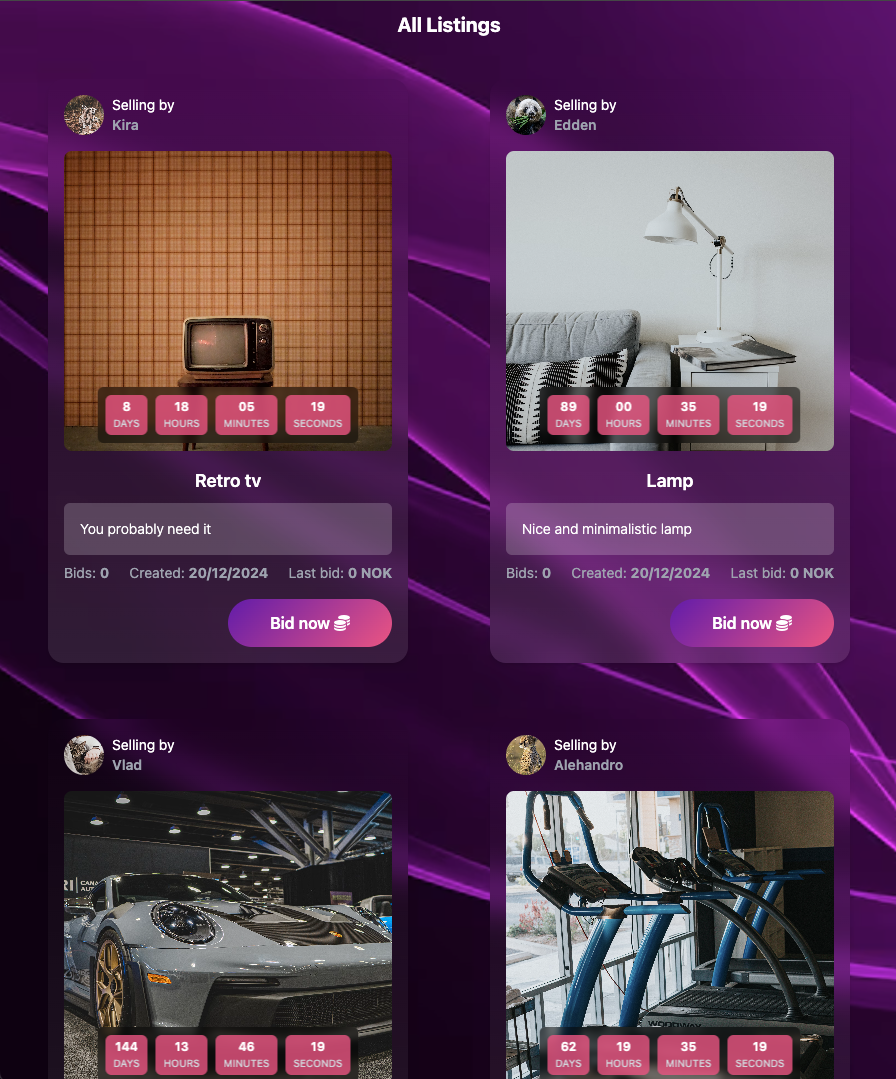 All Listings
Selling by
Kira
8 18 05 19
DAYS HOURS MINUTES SECONDS
Retro tv
You probably need it
Bids: 0 Created: 20/12/2024 Last bid: 0 NOK
Bid now
Selling by
Edden
89 00 35 19
DAYS HOURS MINUTES SECONDS
Lamp
Nice and minimalistic lamp
Bids: 0 Created: 20/12/2024 Last bid: 0 NOK
Bid now
Selling by
Vlad
CANA
144 13 46 19
DAYS HOURS MINUTES SECONDS
Selling by
Alehandro
WOODWAY
62 19 35 19
DAYS HOURS MINUTES SECONDS